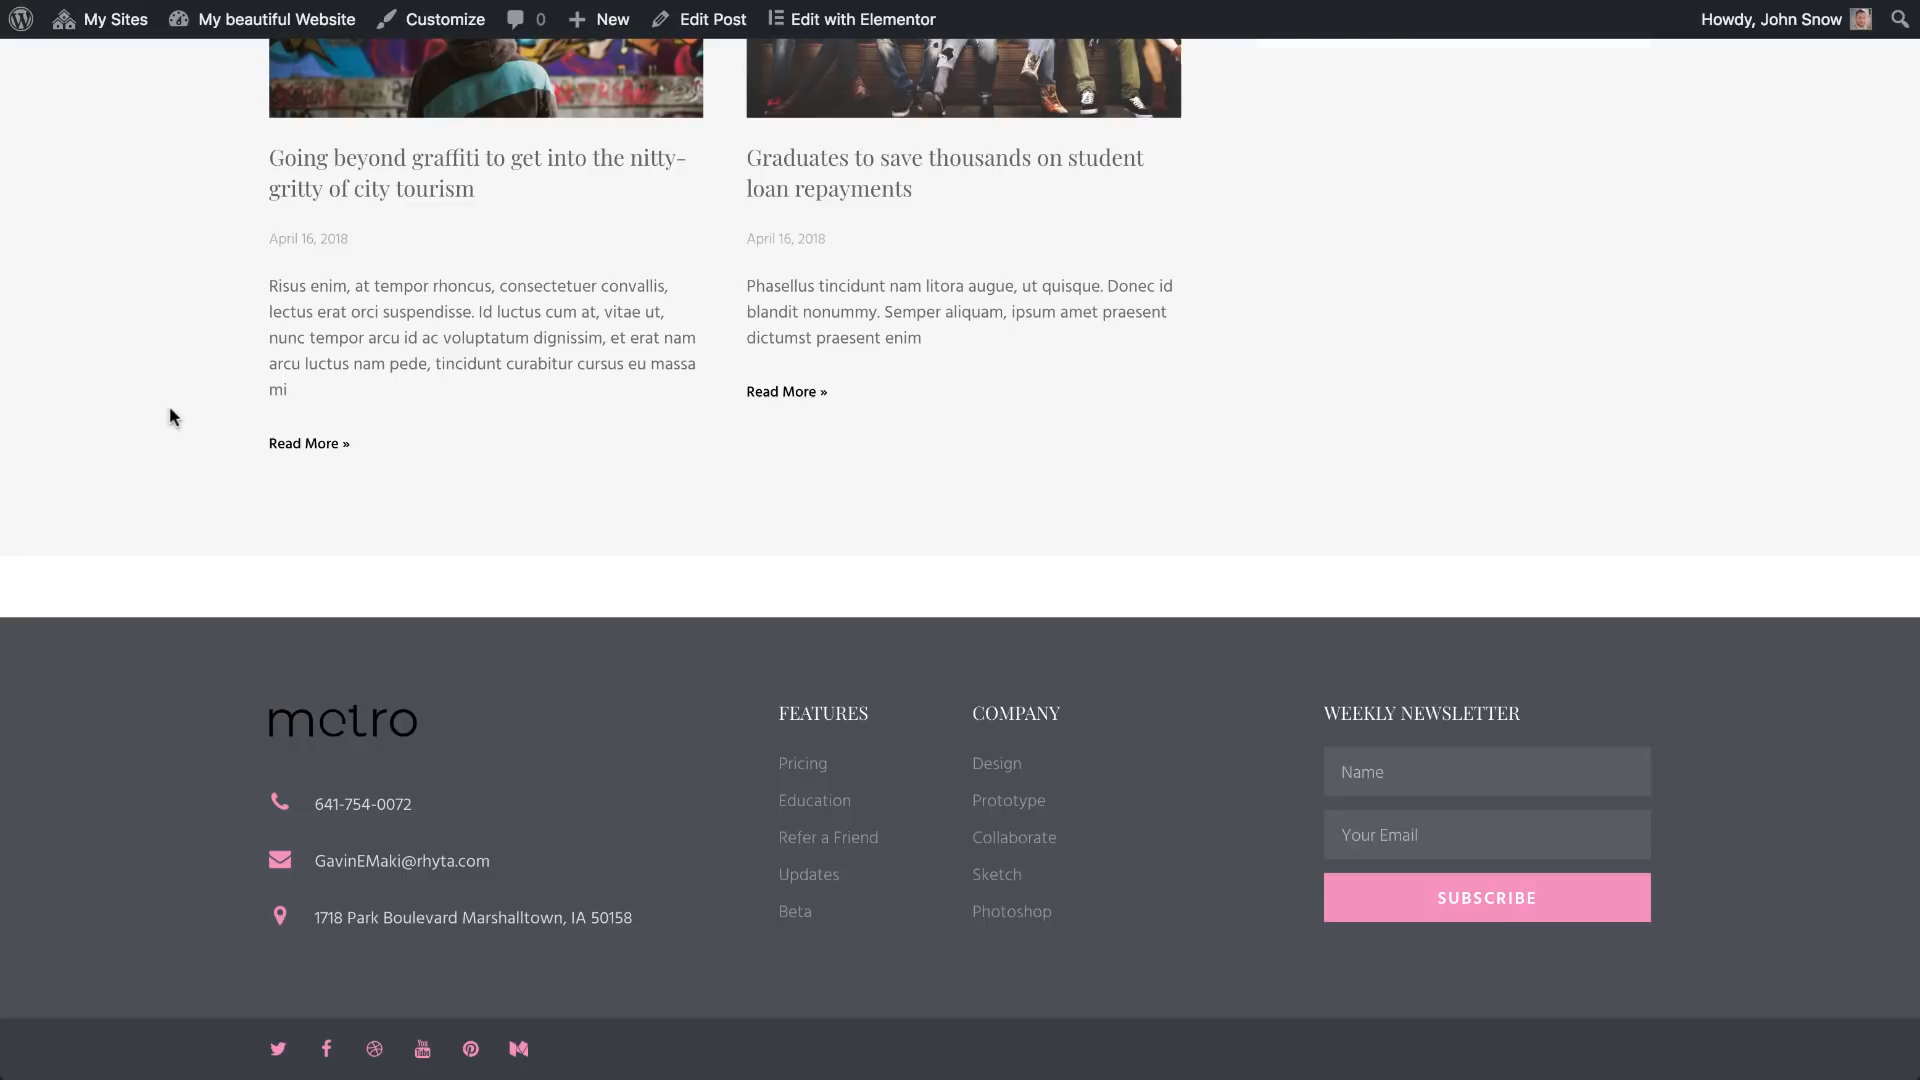 My Sites
My beautiful Website
Customize
0
New
Edit Post
Edit with Elementor
Howdy, John Snow
Going beyond graffiti to get into the nitty-
gritty of city tourism
April 16, 2018
Risus enim, at tempor rhoncus, consectetuer convallis,
lectus erat orci suspendisse. Id luctus cum at, vitae ut,
nunc tempor arcu id ac voluptatum dignissim, et erat nam
arcu luctus nam pede, tincidunt curabitur cursus eu massa
mi
Read More »
Graduates to save thousands on student
loan repayments
April 16, 2018
Phasellus tincidunt nam litora augue, ut quisque. Donec id
blandit nonummy. Semper aliquam, ipsum amet praesent
dictumst praesent enim
Read More »
metro
641-754-0072
GavinEMaki@rhyta.com
1718 Park Boulevard Marshalltown, IA 50158
FEATURES
Pricing
Education
Refer a Friend
Updates
Beta
COMPANY
Design
Prototype
Collaborate
Sketch
Photoshop
WEEKLY NEWSLETTER
Name
Your Email
SUBSCRIBE
You
Tube